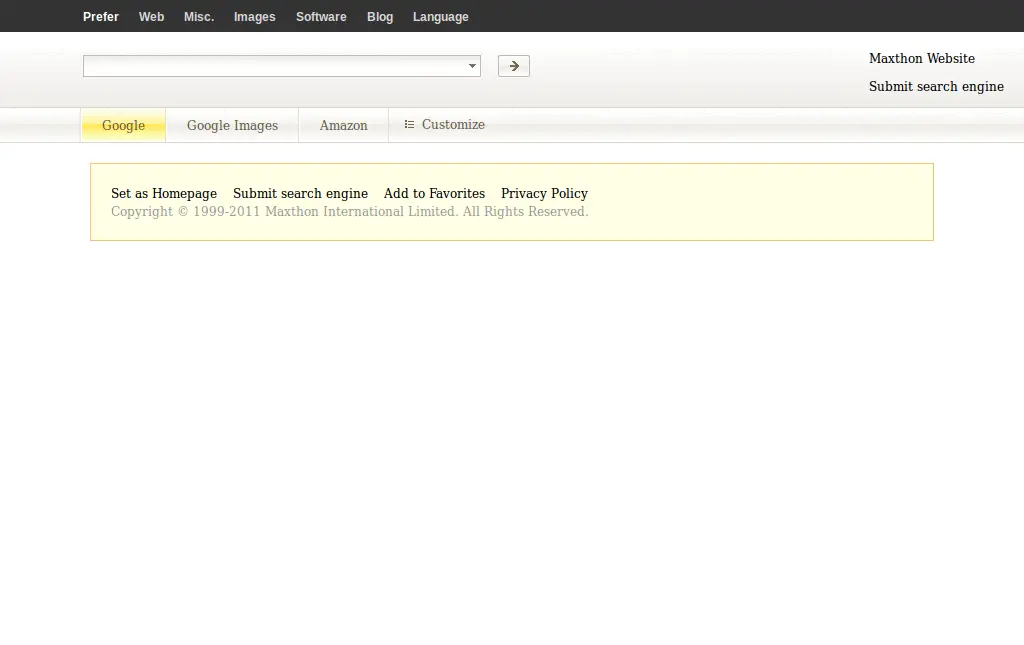 Prefer Web Misc. Images Software Blog Language
Maxthon Website
Submit search engine
Google Google Images Amazon Customize
Set as Homepage Submit search engine Add to Favorites Privacy Policy
Copyright © 1999-2011 Maxthon International Limited. All Rights Reserved.